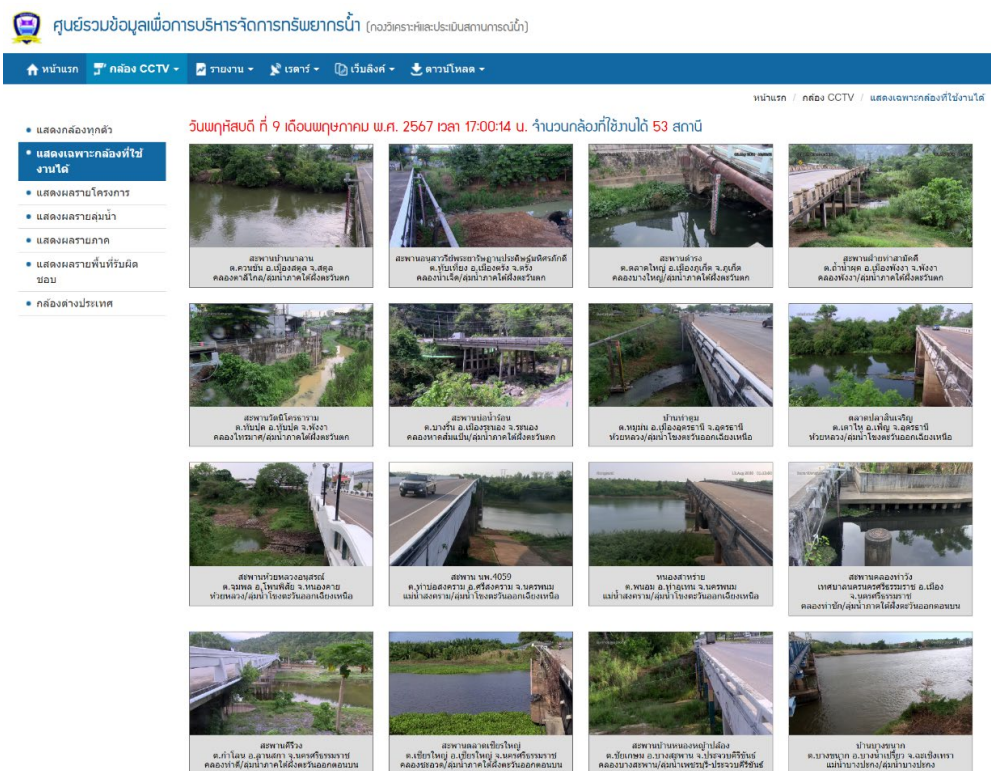 ศูนย์รวมข้อมูลเพื่อการบริหารจัดการทรัพยากรน้ำ (กองวิเคราะห์และประเมินสถานการณ์น้ำ)
หน้าแรก กล้อง CCTV รายงาน เรดาร์ เว็บลิงค์ ดาวน์โหลด
หน้าแรก / กล้อง CCTV / แสดงเฉพาะกล้องที่ใช้งานได้
แสดงกล้องทุกตัว
แสดงเฉพาะกล้องที่ใช้
งานได้
แสดงผลรายโครงการ
แสดงผลรายลุ่มน้ำ
แสดงผลรายภาค
แสดงผลรายพื้นที่รับผิด
ชอบ
กล้องต่างประเทศ
วันพฤหัสบดี ที่ 9 เดือนพฤษภาคม พ.ศ. 2567 เวลา 17:00:14 น. จำนวนกล้องที่ใช้งานได้ 53 สถานี
สะพานบ้านนาลาน
ต.ควนขัน อ.เมืองสตูล จ.สตูล
คลองตาลีไกล/ลุ่มน้ำภาคใต้ฝั่งตะวันตก
สะพานอนุสาวรีย์พระยารัษฎานุประดิษฐ์มหิศรภักดี
ต.ทับเที่ยง อ.เมืองตรัง จ.ตรัง
คลองน้ำเจ็ด/ลุ่มน้ำภาคใต้ฝั่งตะวันตก
สะพานดำรง
ต.ตลาดใหญ่ อ.เมืองภูเก็ต จ.ภูเก็ต
คลองบางใหญ่/ลุ่มน้ำภาคใต้ฝั่งตะวันตก
สะพานฝ่ายท่าสามัคคี
ต.ถ้ำน้ำผุด อ.เมืองพังงา จ.พังงา
คลองพังงา/ลุ่มน้ำภาคใต้ฝั่งตะวันตก
สะพานวัดนิโครธาราม
ต.ทับปุด อ.ทับปุด จ.พังงา
คลองไทรมาศ/ลุ่มน้ำภาคใต้ฝั่งตะวันตก
สะพานบ่อน้ำร้อน
ต.บางริ้น อ.เมืองระนอง จ.ระนอง
คลองหาดส้มแป้น/ลุ่มน้ำภาคใต้ฝั่งตะวันตก
บ้านท่าตูม
ต.หมูม่น อ.เมืองอุดรธานี จ.อุดรธานี
ห้วยหลวง/ลุ่มน้ำโขงตะวันออกเฉียงเหนือ
ตลาดปลาสินเจริญ
ต.เตาไห อ.เพ็ญ จ.อุดรธานี
ห้วยหลวง/ลุ่มน้ำโขงตะวันออกเฉียงเหนือ
สะพานห้วยหลวงอนุสรณ์
ต.จุมพล อ.โพนพิสัย จ.หนองคาย
ห้วยหลวง/ลุ่มน้ำโขงตะวันออกเฉียงเหนือ
สะพาน นพ.4059
ต.ท่าบ่อสงคราม อ.ศรีสงคราม จ.นครพนม
แม่น้ำสงคราม/ลุ่มน้ำโขงตะวันออกเฉียงเหนือ
หนองสาหร่าย
ต.พนอม อ.ท่าอุเทน จ.นครพนม
แม่น้ำสงคราม/ลุ่มน้ำโขงตะวันออกเฉียงเหนือ
สะพานคลองท่าวัง
เทศบาลนครนครศรีธรรมราช อ.เมือง
จ.นครศรีธรรมราช
คลองท่าซัก/ลุ่มน้ำภาคใต้ฝั่งตะวันออกตอนบน
สะพานคีรีวง
ต.กำโลน อ.ลานสกา จ.นครศรีธรรมราช
คลองท่าดี/ลุ่มน้ำภาคใต้ฝั่งตะวันออกตอนบน
สะพานตลาดเชียรใหญ่
ต.เชียรใหญ่ อ.เชียรใหญ่ จ.นครศรีธรรมราช
คลองชะอวด/ลุ่มน้ำภาคใต้ฝั่งตะวันออกตอนบน
สะพานบ้านหนองหญ้าปล้อง
ต.ชัยเกษม อ.บางสะพาน จ.ประจวบคีรีขันธ์
คลองบางสะพาน/ลุ่มน้ำเพชรบุรี-ประจวบคีรีขันธ์
บ้านบางขนาก
ต.บางขนาก อ.บางน้ำเปรี้ยว จ.ฉะเชิงเทรา
แม่น้ำบางปะกง/ลุ่มน้ำบางปะกง